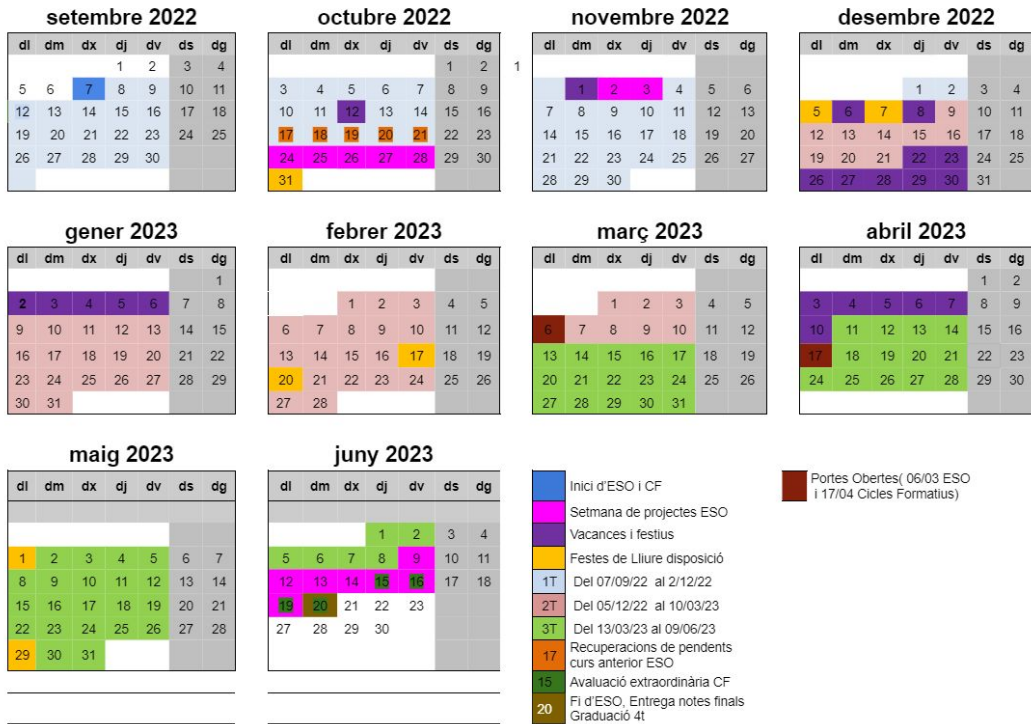 setembre 2022
dl dm dx dj dv ds dg
1 2 3 4
5 6 7 8 9 10 11
12 13 14 15 16 17 18
19 20 21 22 23 24 25
26 27 28 29 30
octubre 2022
dl dm dx dj dv ds dg
1 2
3 4 5 6 7 8 9
10 11 12 13 14 15 16
17 18 19 20 21 22 23
24 25 26 27 28 29 30
31
1
novembre 2022
dl dm dx dj dv ds dg
1 2 3 4 5 6
7 8 9 10 11 12 13
14 15 16 17 18 19 20
21 22 23 24 25 26 27
28 29 30
desembre 2022
dl dm dx dj dv ds dg
1 2 3 4
5 6 7 8 9 10 11
12 13 14 15 16 17 18
19 20 21 22 23 24 25
26 27 28 29 30 31
gener 2023
dl dm dx dj dv ds dg
1
2 3 4 5 6 7 8
9 10 11 12 13 14 15
16 17 18 19 20 21 22
23 24 25 26 27 28 29
30 31
febrer 2023
dl dm dx dj dv ds dg
1 2 3 4 5
6 7 8 9 10 11 12
13 14 15 16 17 18 19
20 21 22 23 24 25 26
27 28
març 2023
dl dm dx dj dv ds dg
1 2 3 4 5
6 7 8 9 10 11 12
13 14 15 16 17 18 19
20 21 22 23 24 25 26
27 28 29 30 31
abril 2023
dl dm dx dj dv ds dg
1 2
3 4 5 6 7 8 9
10 11 12 13 14 15 16
17 18 19 20 21 22 23
24 25 26 27 28 29 30
maig 2023
dl dm dx dj dv ds dg
1 2 3 4 5 6 7
8 9 10 11 12 13 14
15 16 17 18 19 20 21
22 23 24 25 26 27 28
29 30 31
juny 2023
dl dm dx dj dv ds dg
1 2 3 4
5 6 7 8 9 10 11
12 13 14 15 16 17 18
19 20 21 22 23
27 28 29 30
Inici d'ESO i CF
Setmana de projectes ESO
Vacances i festius
Festes de Lliure disposició
1T Del 07/09/22 al 2/12/22
2T Del 05/12/22 al 10/03/23
3T Del 13/03/23 al 09/06/23
17 Recuperacions de pendents
curs anterior ESO
15 Avaluació extraordinària CF
20 Fi d'ESO, Entrega notes finals
Graduació 4t
Portes Obertes( 06/03 ESO
i 17/04 Cicles Formatius)